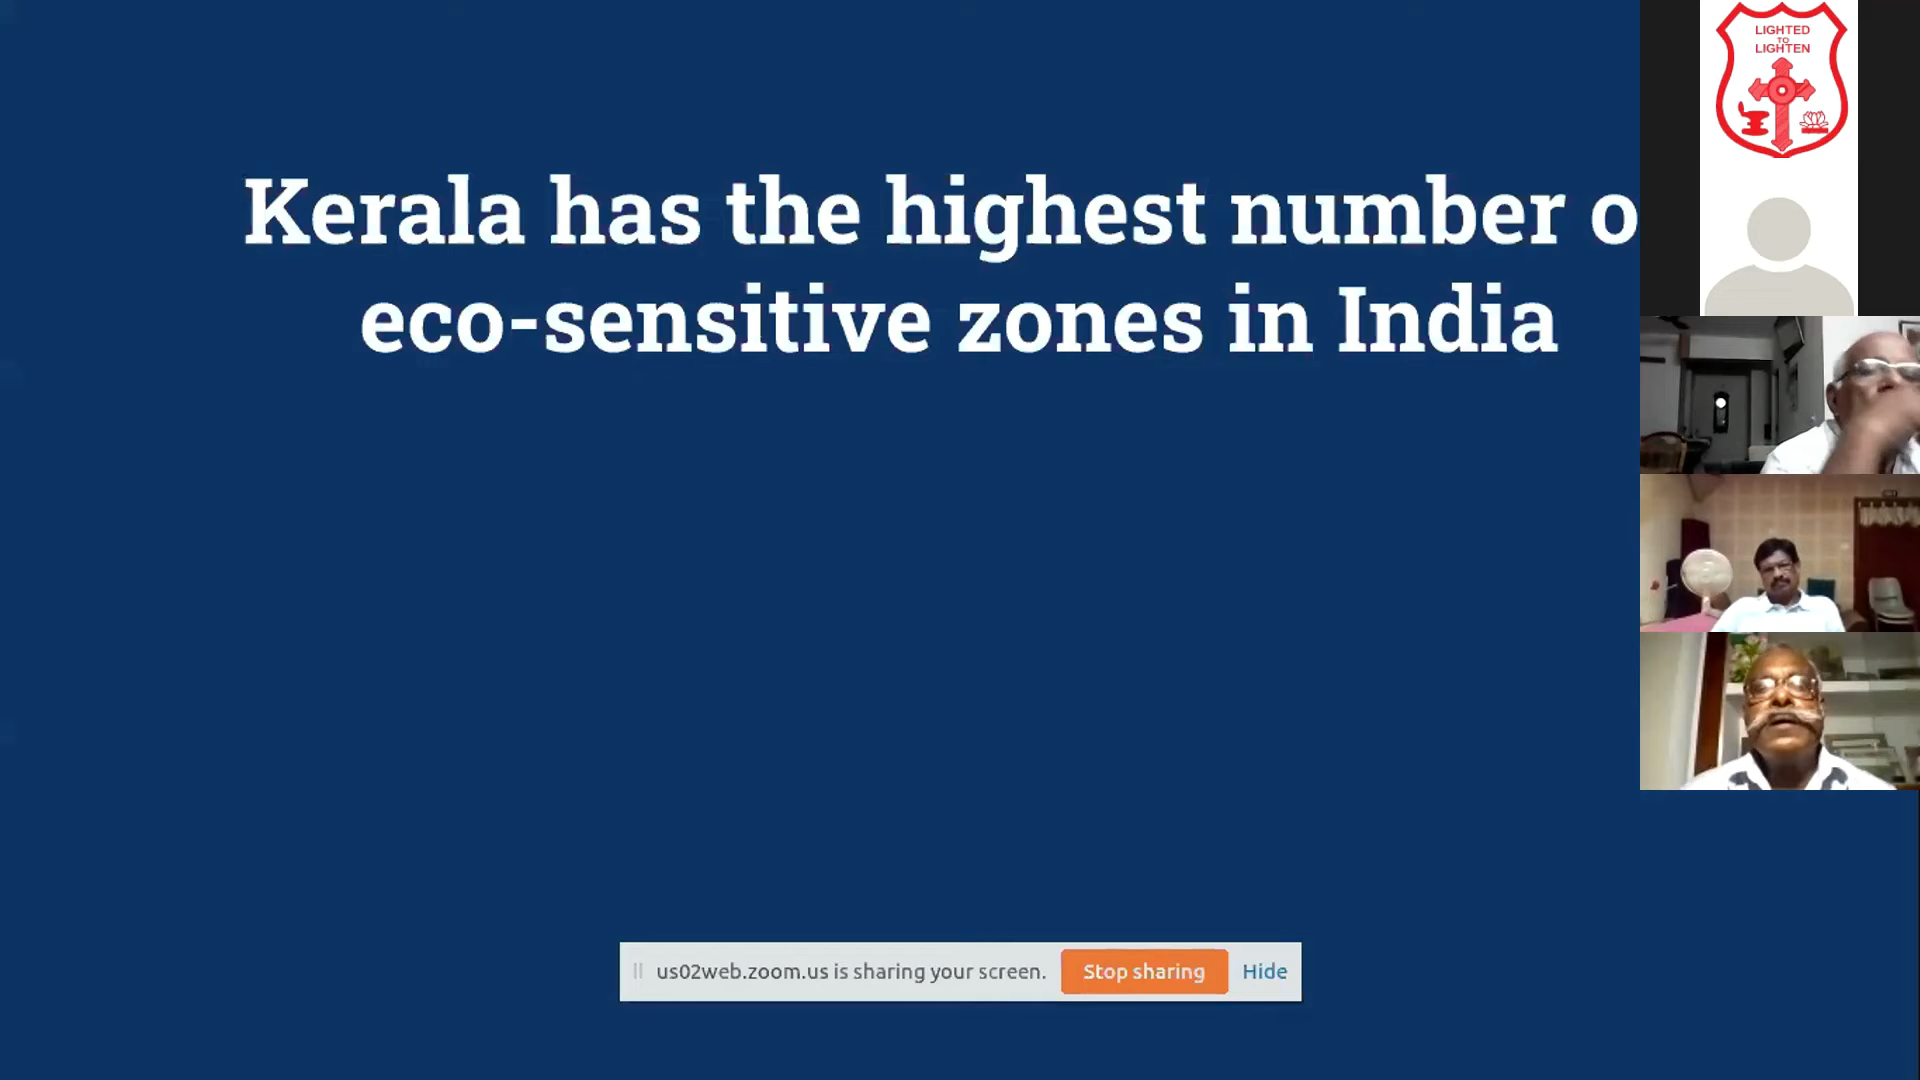 Kerala has the highest number o
eco-sensitive zones in India
LIGHTED
TO
LIGHTEN
us02web.zoom.us is sharing your screen.
Stop sharing
Hide